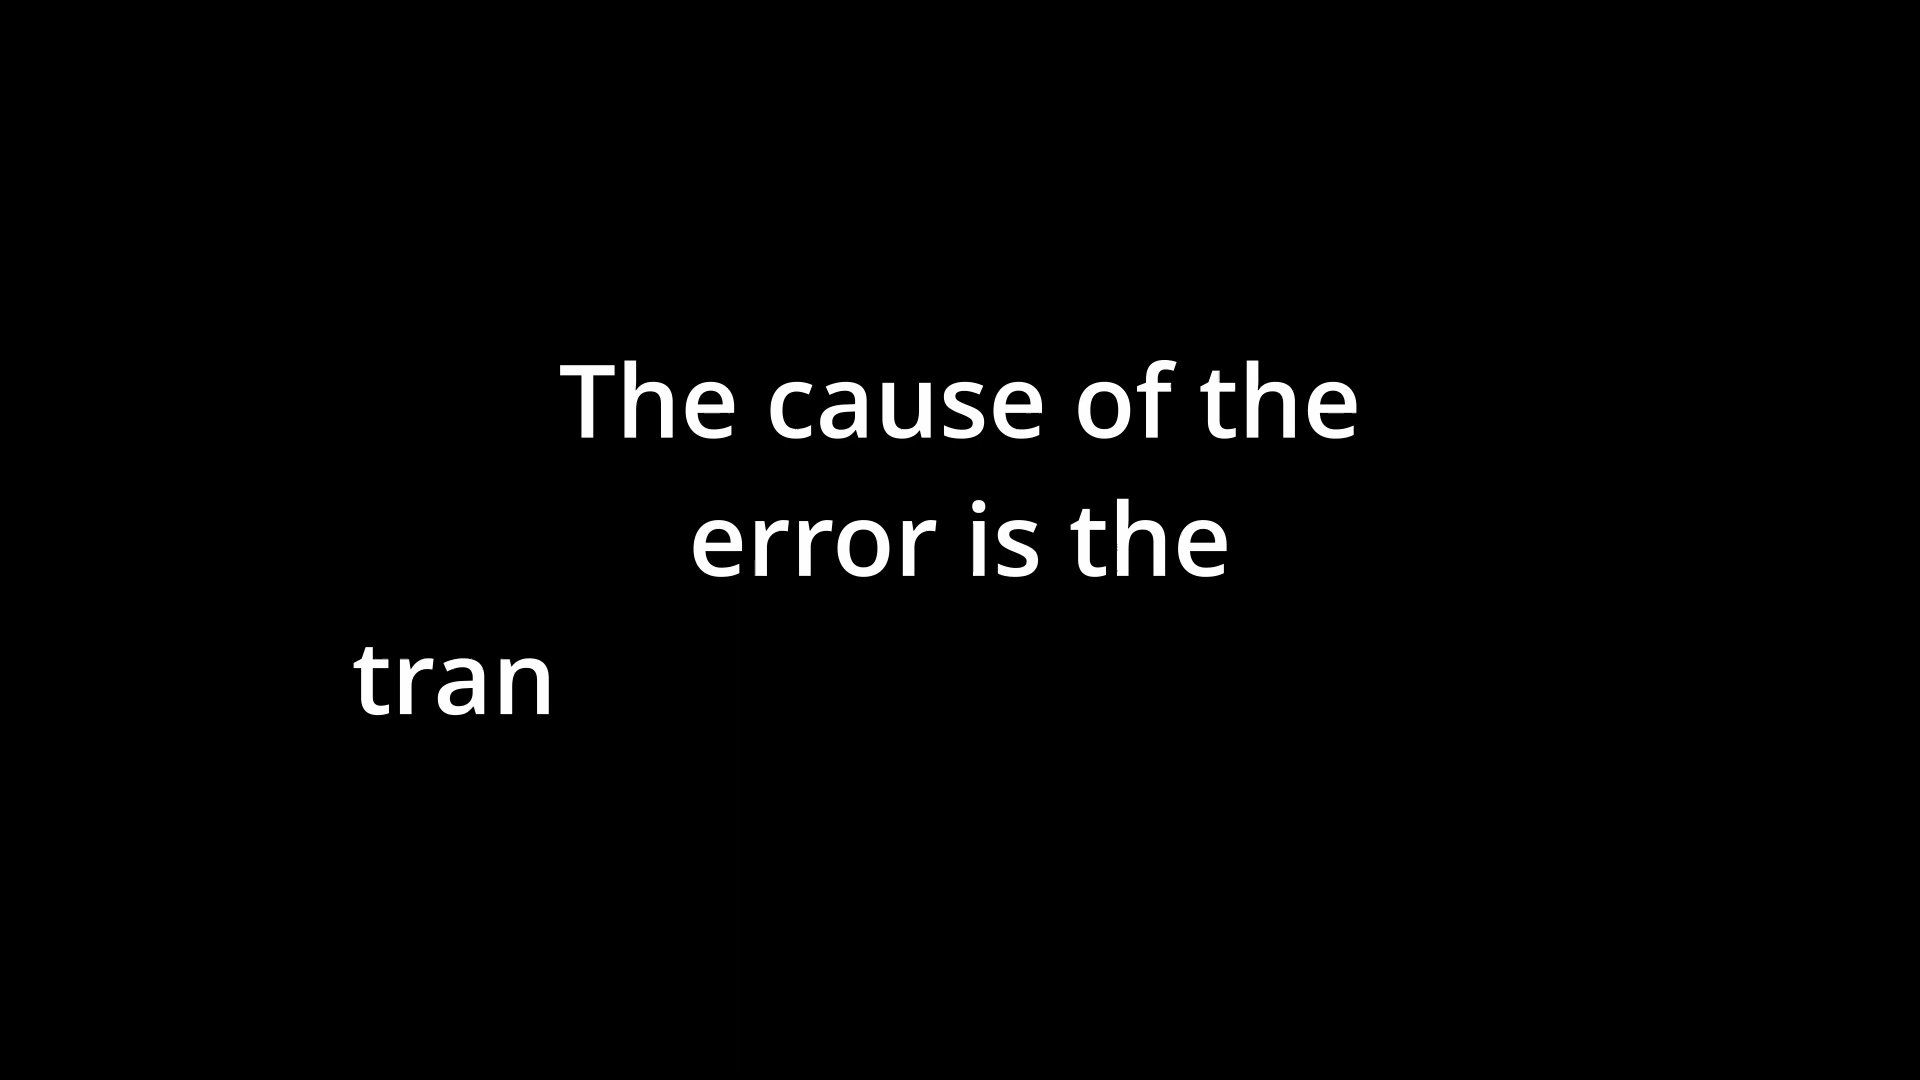 The cause of the
error is the
tran